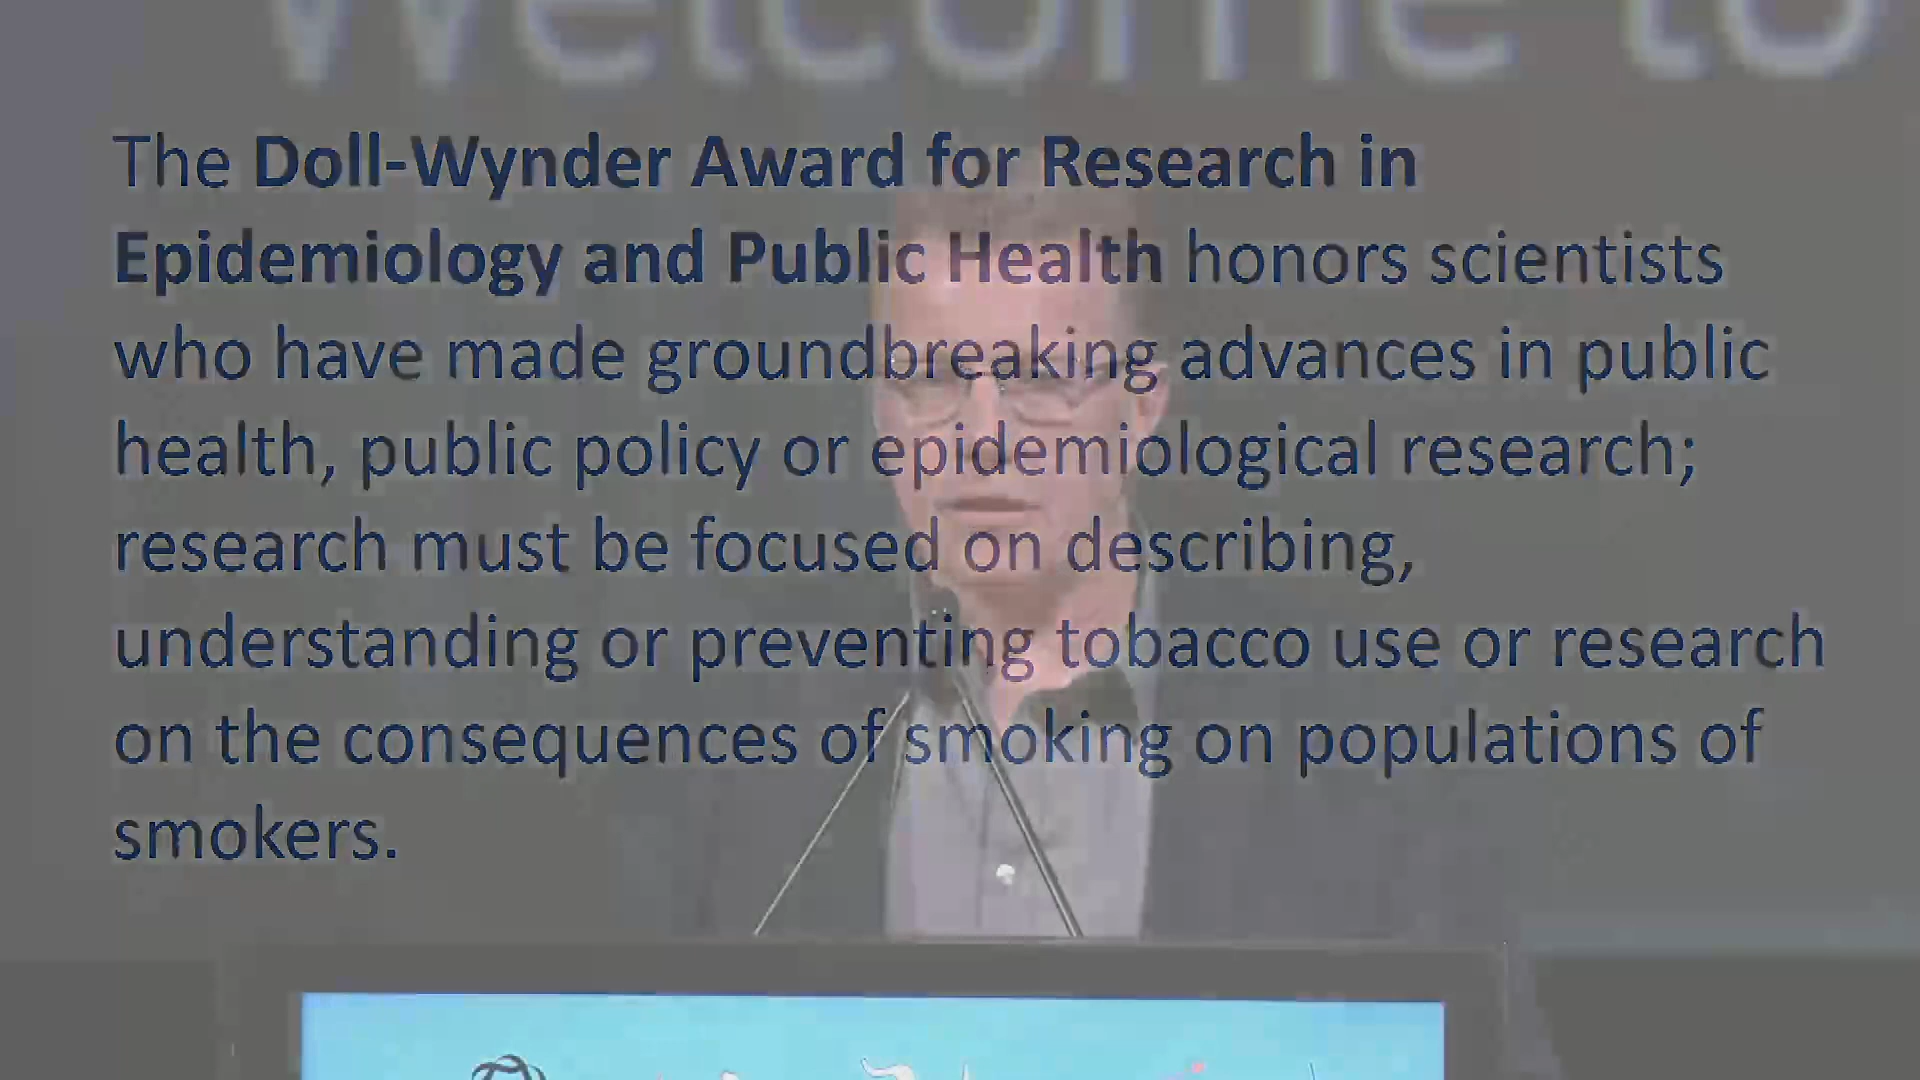 Welcome to
The Doll-Wynder Award for Research in
Epidemiology and Public Health honors scientists
who have made groundbreaking advances in public
health, public policy or epidemiological research;
research must be focused on describing,
understanding or preventing tobacco use or research
on the consequences of smoking on populations of
smokers.